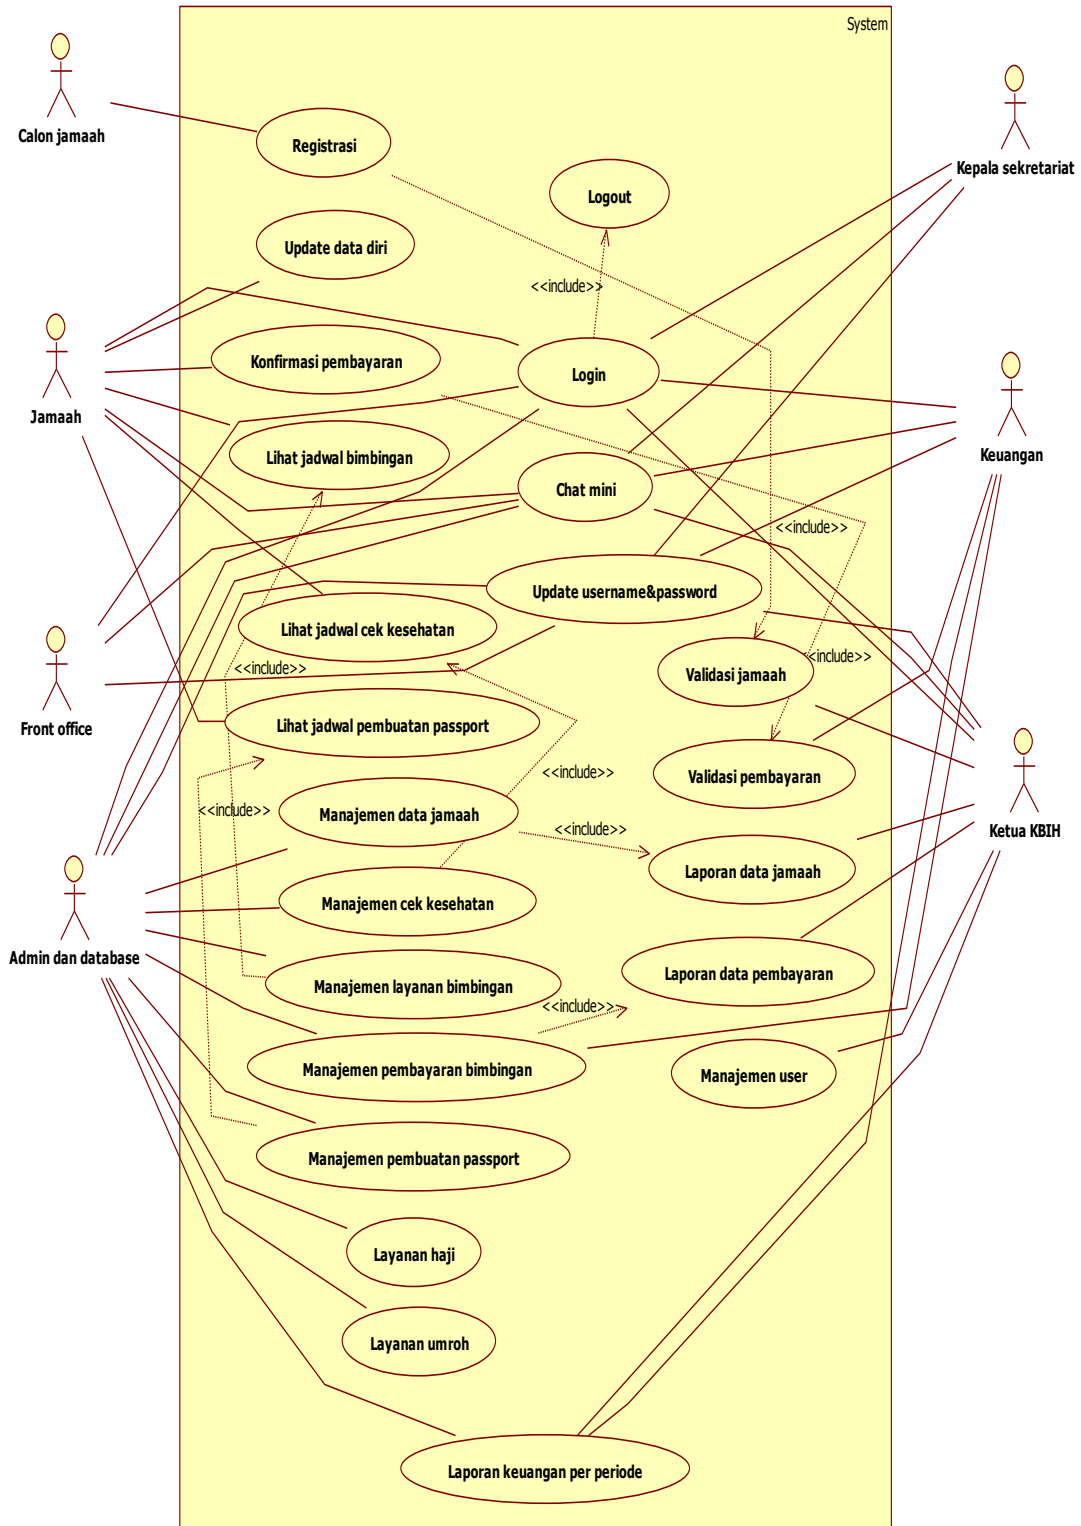 System
Calon jamaah
Kepala sekretariat
Registrasi
Logout
Update data diri
<<include>>
Konfirmasi pembayaran
Login
Jamaah
Lihat jadwal bimbingan
Keuangan
Chat mini
<<include>>
Update username&password
Lihat jadwal cek kesehatan
<<include>>
<<include>>
Validasi jamaah
Front office
Lihat jadwal pembuatan passport
<<include>>
Validasi pembayaran
<<include>>
Manajemen data jamaah
<<include>>
Ketua KBIH
Laporan data jamaah
Manajemen cek kesehatan
Admin dan database
Laporan data pembayaran
Manajemen layanan bimbingan
<<include>>
Manajemen pembayaran bimbingan
Manajemen user
Manajemen pembuatan passport
Layanan haji
Layanan umroh
Laporan keuangan per periode